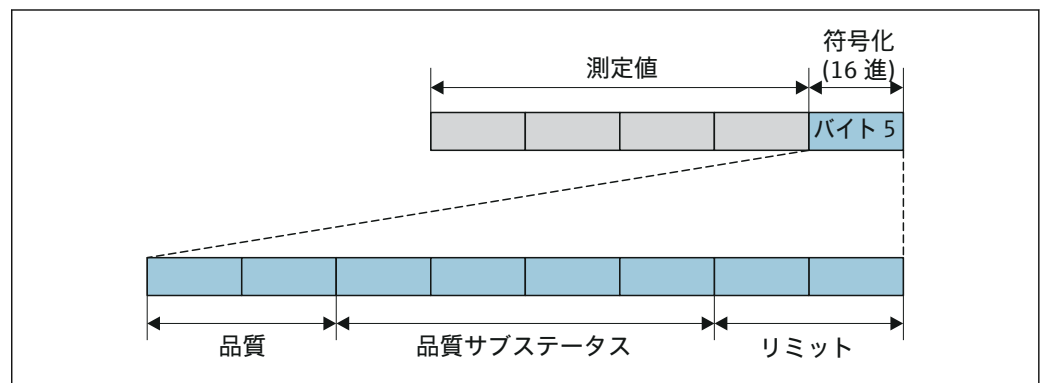 符号化
測定値
(16 進)
バイト 5
品質
品質サブステータス
リミット